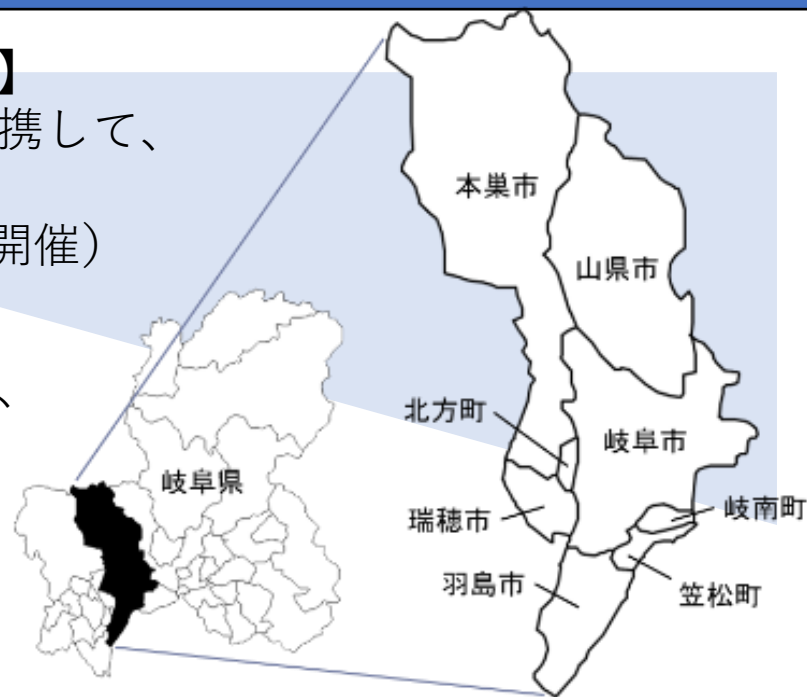 】
携して、
開催）
、
本巣市
山県市
北方町
岐阜市
岐阜県
瑞穂市
岐南町
羽島市
笠松町